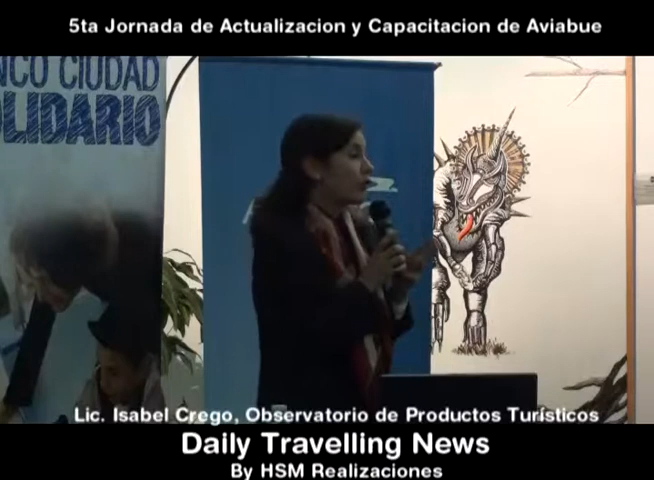 5ta Jornada de Actualizacion y Capacitacion de Aviabue
NCO CIUDAD
OLIDARIO
Lic. Isabel Crego, Observatorio de Productos Turísticos
Daily Travelling News
By HSM Realizaciones